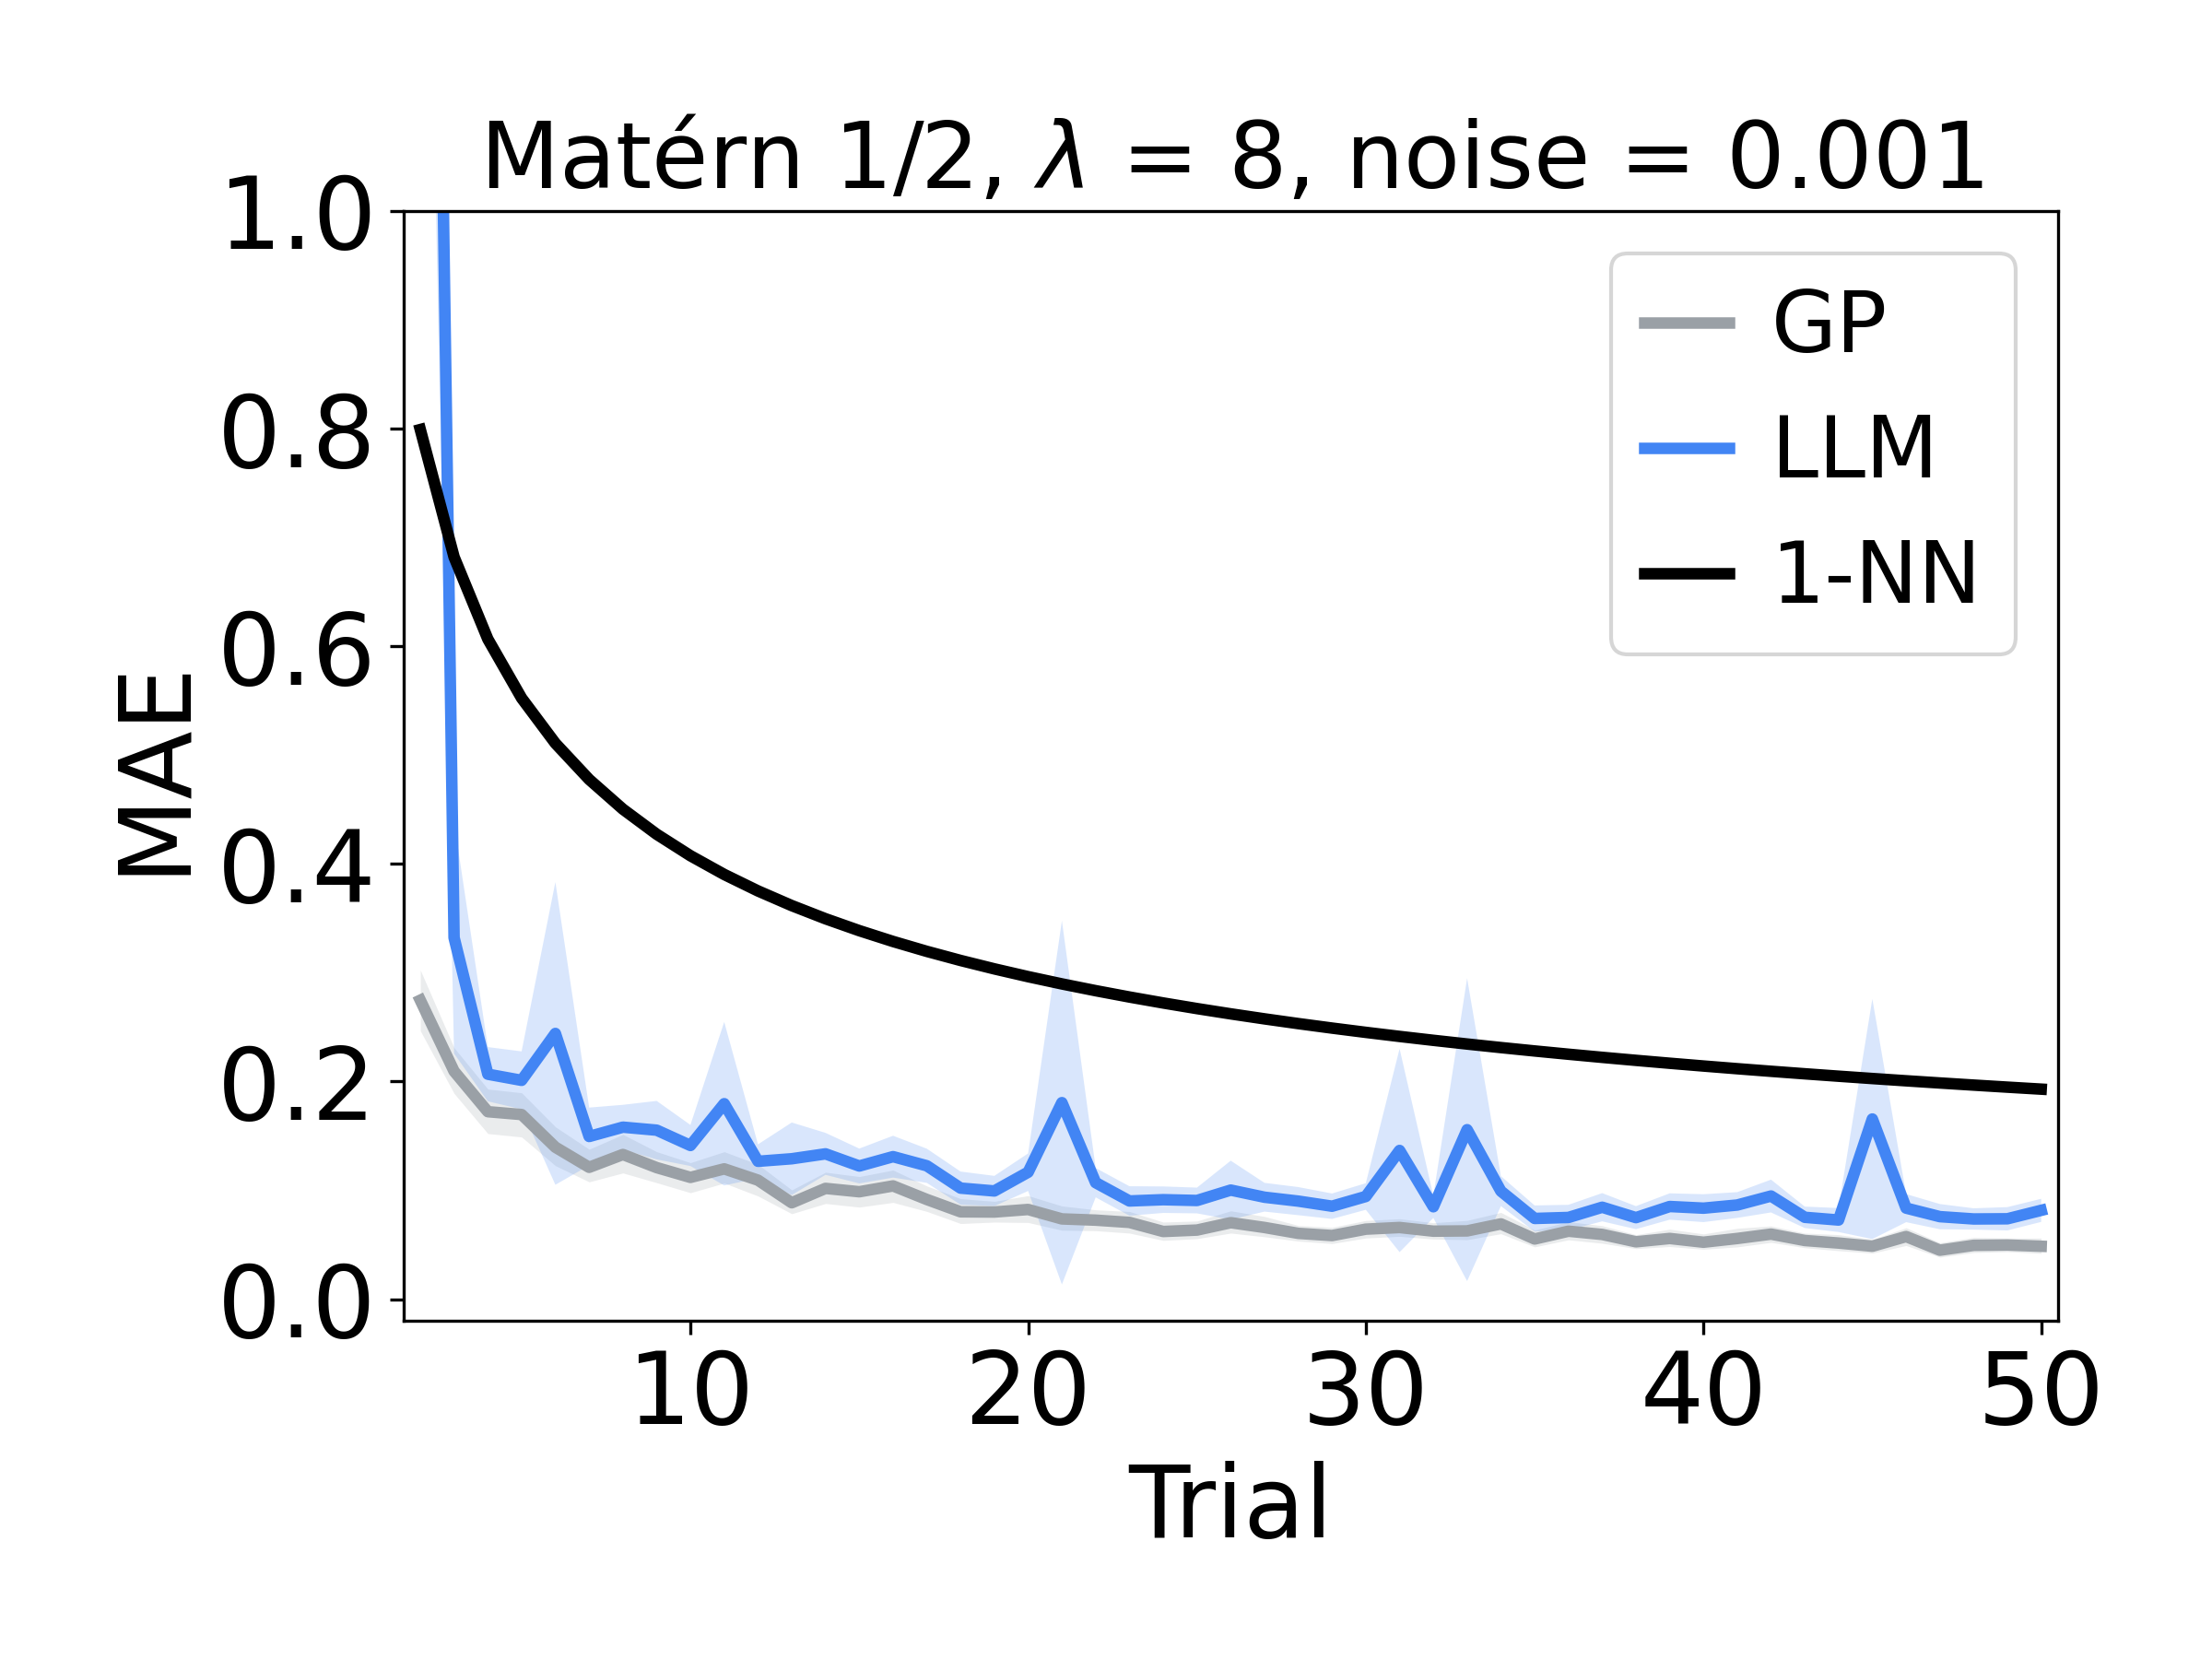 Matérn 1/2, λ = 8, noise = 0.001
1.0
0.8
0.6
0.4
0.2
0.0
MAE
GP
LLM
1-NN
10 20 30 40 50
Trial